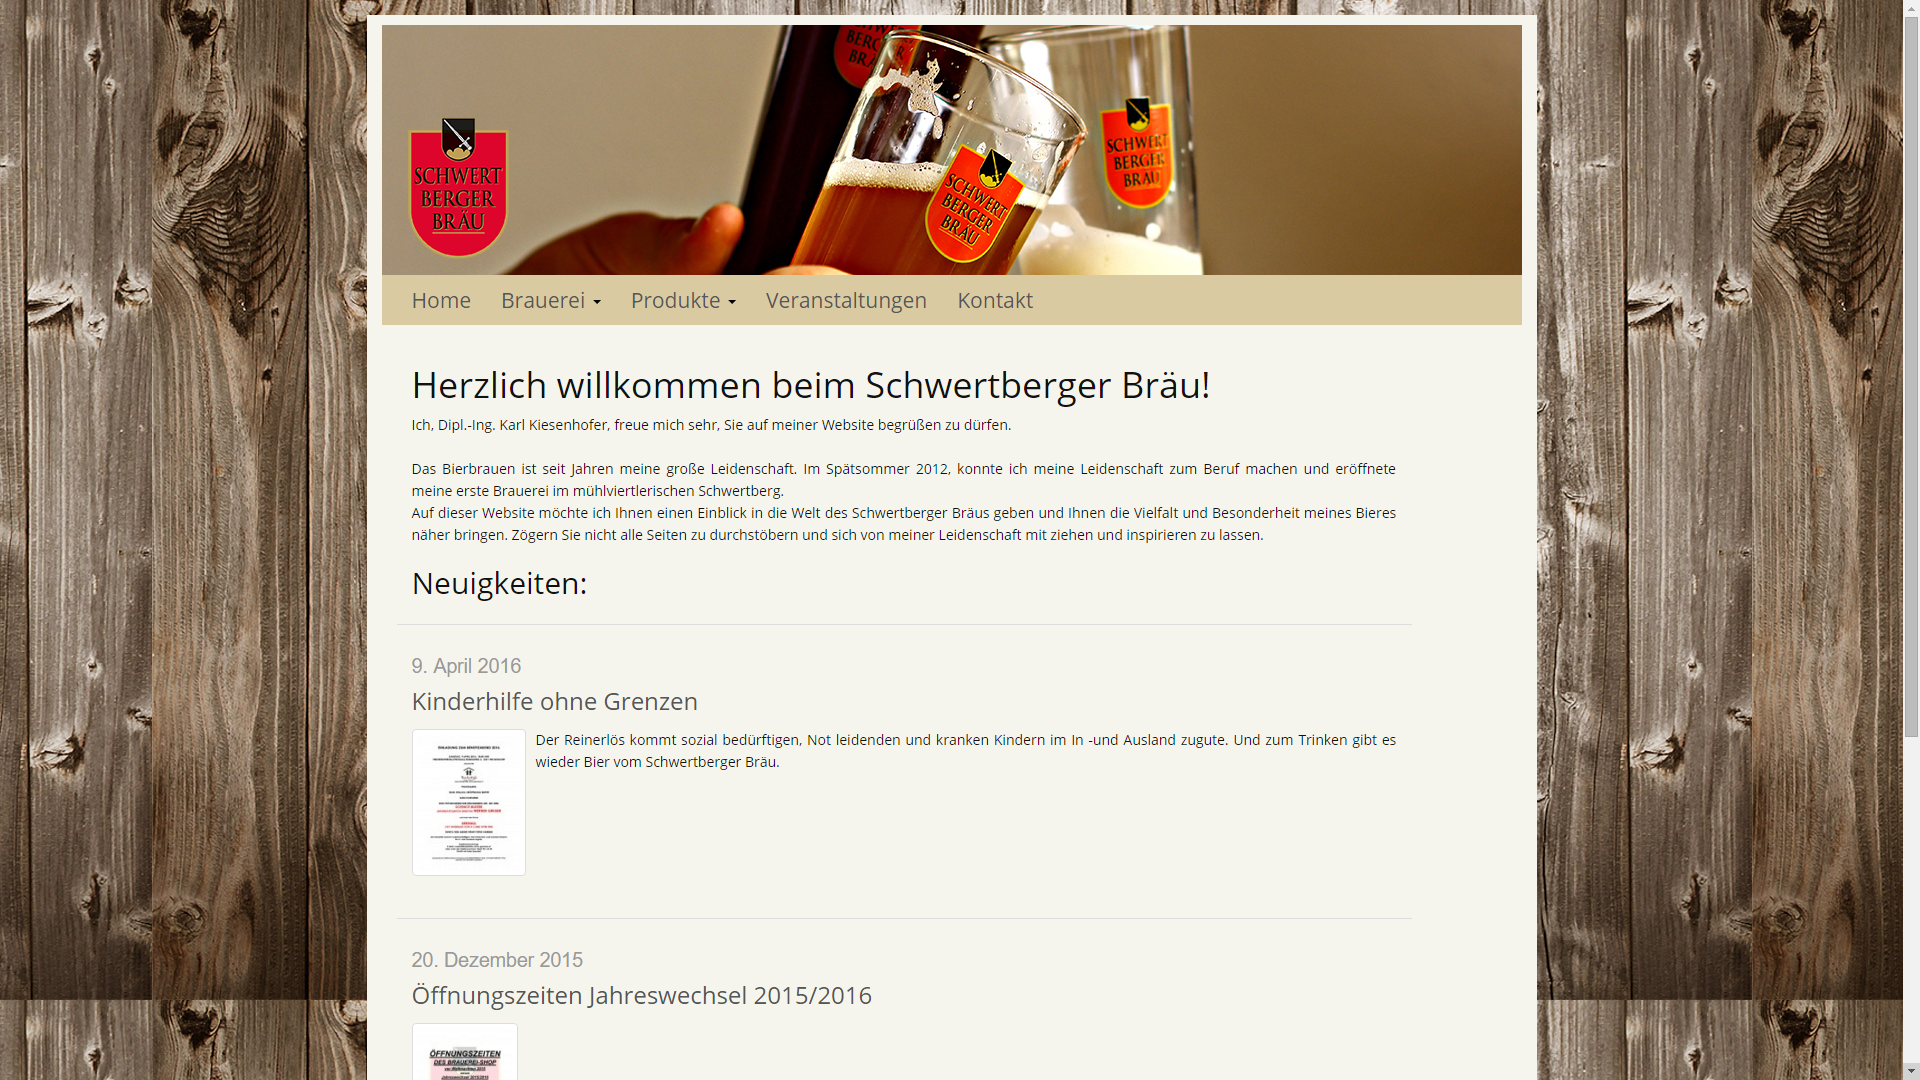 SCHWERT
BERGER
BRÄU
SCHWERT
BERGER
BRÄU
SCHWERT
BERGER
BRÄU
Home Brauerei Produkte Veranstaltungen Kontakt
Herzlich willkommen beim Schwertberger Bräu!
Ich, Dipl.-Ing. Karl Kiesenhofer, freue mich sehr, Sie auf meiner Website begrüßen zu dürfen.
Das Bierbrauen ist seit Jahren meine große Leidenschaft. Im Spätsommer 2012, konnte ich meine Leidenschaft zum Beruf machen und eröffnete
meine erste Brauerei im mühlviertlerischen Schwertberg.
Auf dieser Website möchte ich Ihnen einen Einblick in die Welt des Schwertberger Bräus geben und Ihnen die Vielfalt und Besonderheit meines Bieres
näher bringen. Zögern Sie nicht alle Seiten zu durchstöbern und sich von meiner Leidenschaft mit ziehen und inspirieren zu lassen.
Neuigkeiten:
9. April 2016
Kinderhilfe ohne Grenzen
Der Reinerlös kommt sozial bedürftigen, Not leidenden und kranken Kindern im In -und Ausland zugute. Und zum Trinken gibt es
wieder Bier vom Schwertberger Bräu.
20. Dezember 2015
Öffnungszeiten Jahreswechsel 2015/2016
ÖFFNUNGSZEITEN
DES BRAUEREI-SHOP